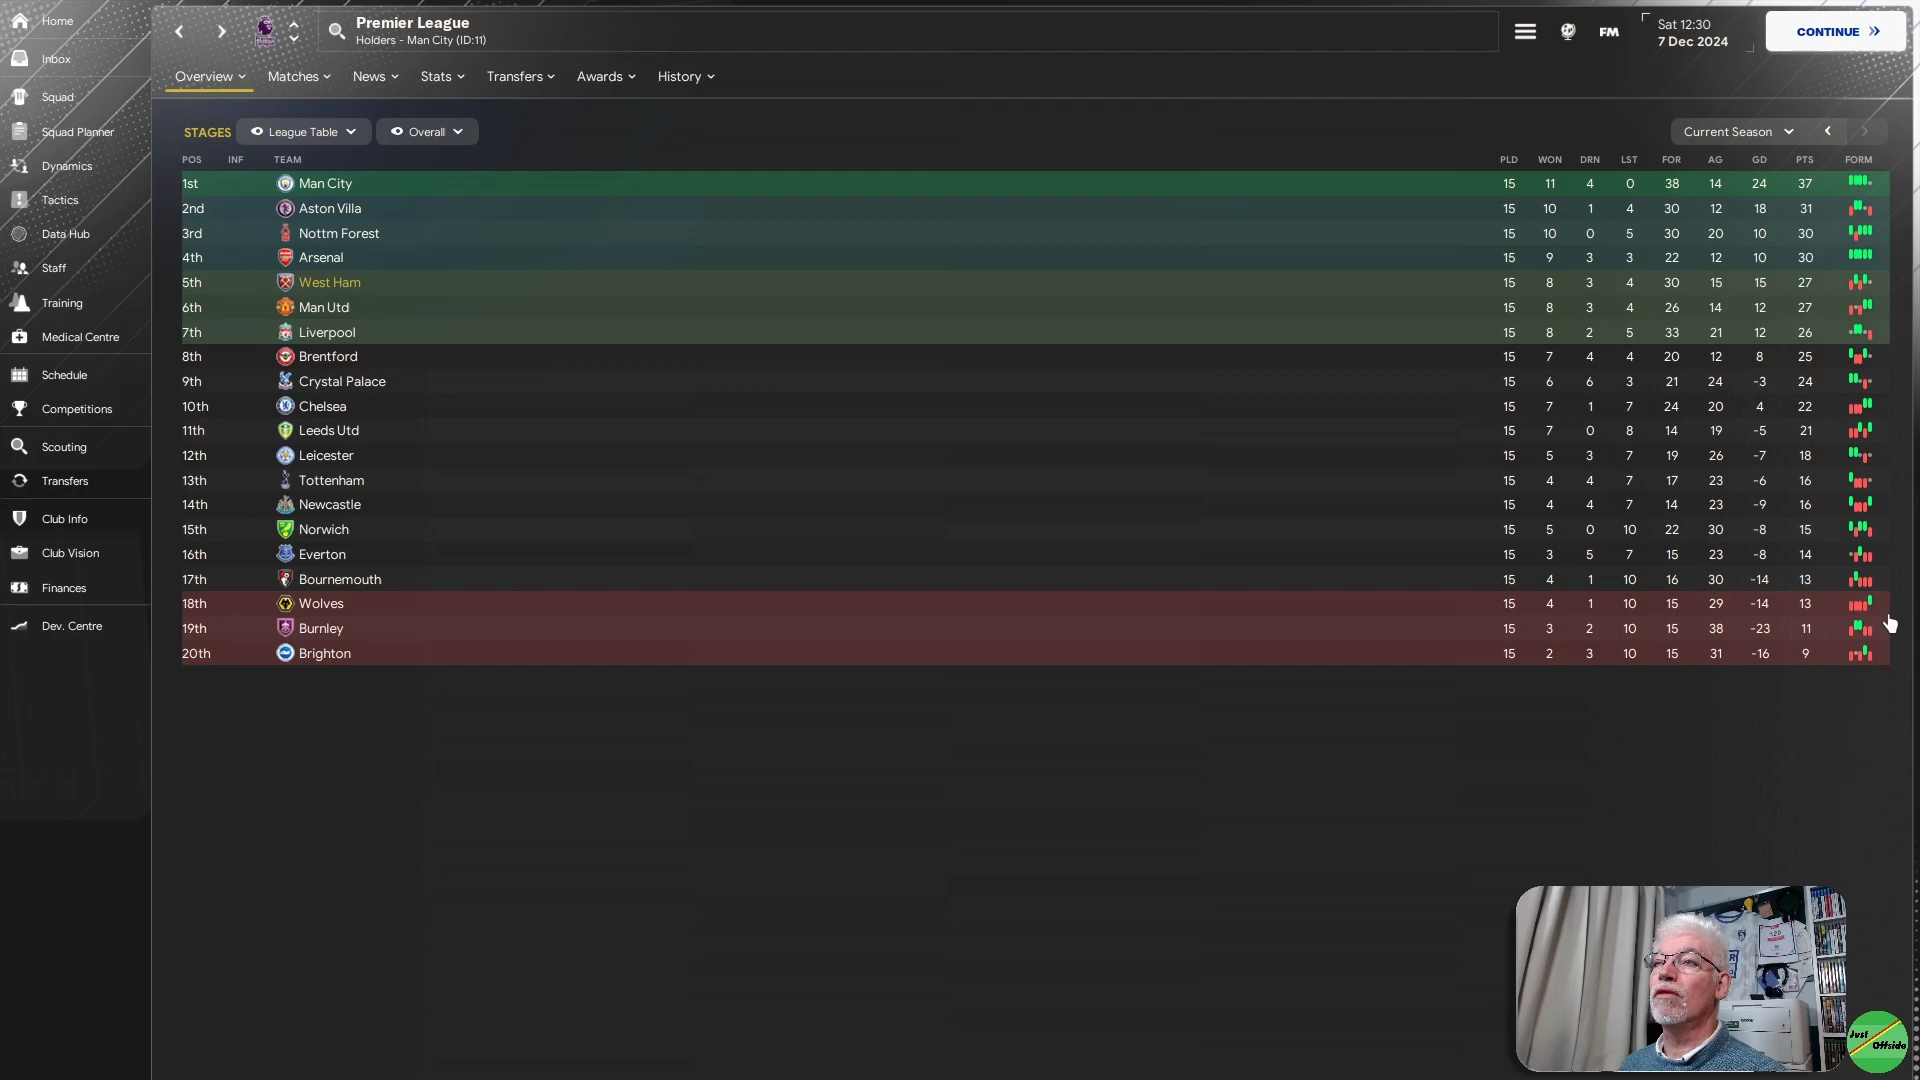 Home
Inbox
Squad
Squad Planner
Dynamics
Tactics
Data Hub
Staff
Training
Medical Centre
Schedule
Competitions
Scouting
Transfers
Club Info
Club Vision
Finances
Dev. Centre
Premier League
Holders - Man City (ID:11)
FM
Sat 12:30
7 Dec 2024
CONTINUE
Overview Matches News Stats Transfers Awards History
STAGES League Table Overall Current Season
POS INF TEAM PLD WON DRN LST FOR AG GD PTS FORM
1st Man City 15 11 4 0 38 14 24 37
2nd Aston Villa 15 10 1 4 30 12 18 31
3rd Nottm Forest 15 10 0 5 30 20 10 30
4th Arsenal 15 9 3 3 22 12 10 30
5th West Ham 15 8 3 4 30 15 15 27
6th Man Utd 15 8 3 4 26 14 12 27
7th Liverpool 15 8 2 5 33 21 12 26
8th Brentford 15 7 4 4 20 12 8 25
9th Crystal Palace 15 6 6 3 21 24 -3 24
10th Chelsea 15 7 1 7 24 20 4 22
11th Leeds Utd 15 7 0 8 14 19 -5 21
12th Leicester 15 5 3 7 19 26 -7 18
13th Tottenham 15 4 4 7 17 23 -6 16
14th Newcastle 15 4 4 7 14 23 -9 16
15th Norwich 15 5 0 10 22 30 -8 15
16th Everton 15 3 5 7 15 23 -8 14
17th Bournemouth 15 4 1 10 16 30 -14 13
18th Wolves 15 4 1 10 15 29 -14 13
19th Burnley 15 3 2 10 15 38 -23 11
20th Brighton 15 2 3 10 15 31 -16 9
Just
Offside